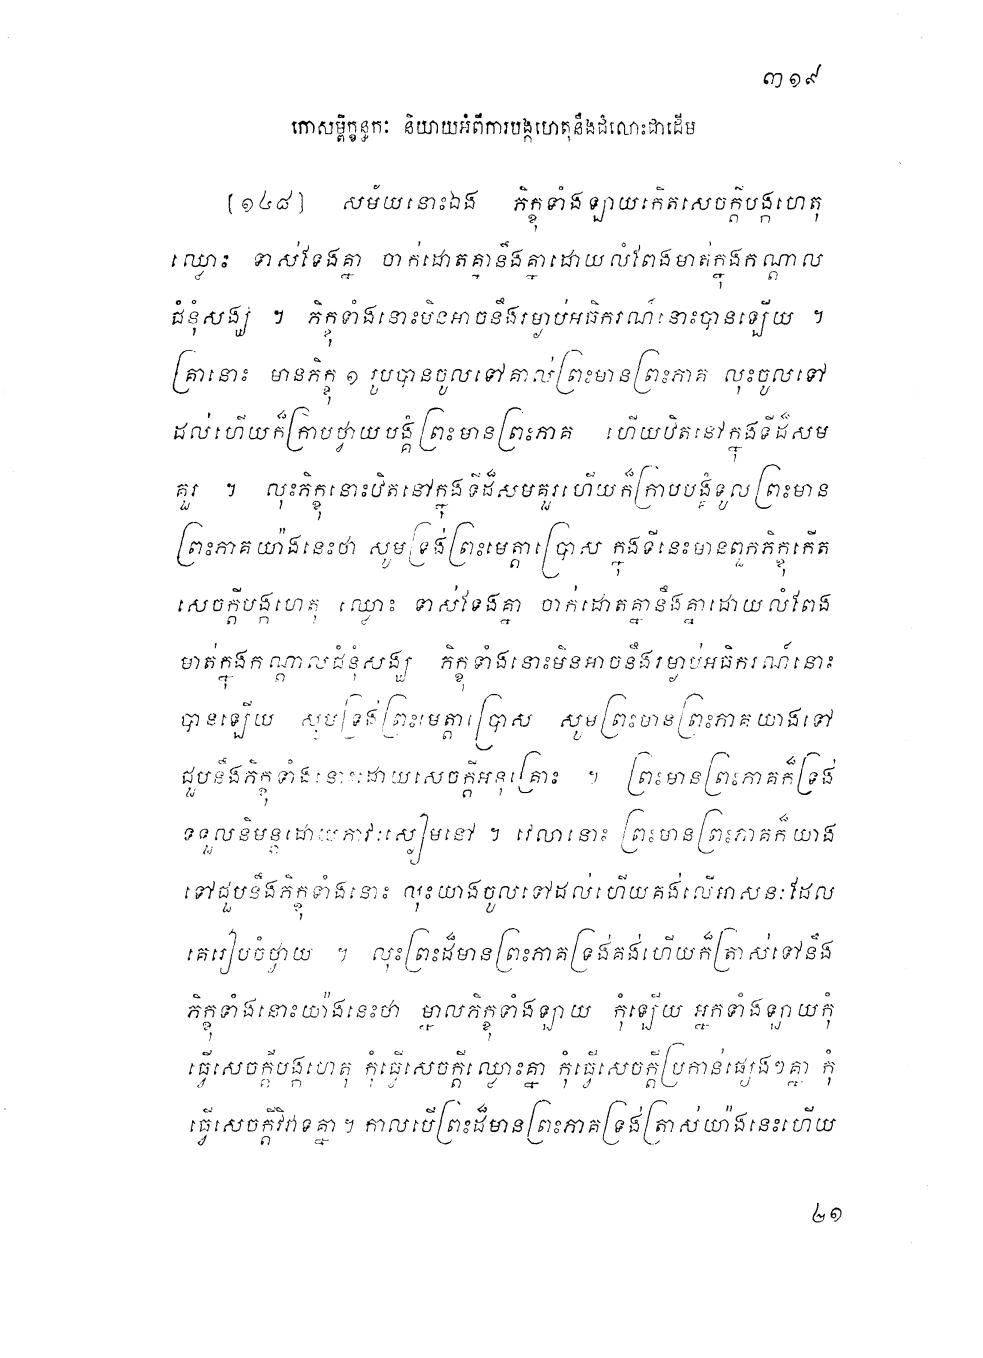 ៣១៩
កោសម្ពិក្ខន្ធកៈ និយាយអំពីការបង្កហេតុនឹងដំលោះជាដើម
[១៤៨] សម័យនោះឯង ភិក្ខុទាំងឡាយកើតសេចក្តីបង្កហេតុ
ឈ្លោះ ទាស់ទែងគ្នា ចាក់ដោតគ្នានឹងគ្នាដោយលំពែងមាត់ក្នុងកណ្តាល
ជំនុំសង្ឃ ។ ភិក្ខុទាំងនោះមិនអាចនឹងរម្ងាប់អធិករណ៍នោះបានឡើយ ។
គ្រានោះ មានភិក្ខុ ១ រូបបានចូលទៅគាល់ព្រះមានព្រះភាគ លុះចូលទៅ
ដល់ហើយក៏ក្រាបថ្វាយបង្គំព្រះមានព្រះភាគ ហើយឋិតនៅក្នុងទីដ៏សម
គួរ ។ លុះភិក្ខុនោះឋិតនៅក្នុងទីដ៏សមគួរហើយក៏ក្រាបបង្គំទូលព្រះមាន
ព្រះភាគយ៉ាងនេះថា សូមទ្រង់ព្រះមេត្តាប្រោស ក្នុងទីនេះមានពួកភិក្ខុកើត
សេចក្តីបង្កហេតុ ឈ្លោះ ទាស់ទែងគ្នា ចាក់ដោតគ្នានឹងគ្នាដោយលំពែង
មាត់ក្នុងកណ្តាលជំនុំសង្ឃ ភិក្ខុទាំងនោះមិនអាចនឹងរម្ងាប់អធិករណ៍នោះ
បានឡើយ សូមទ្រង់ព្រះមេត្តាប្រោស សូមព្រះមានព្រះភាគយាងទៅ
ជួបនឹងភិក្ខុទាំងនោះដោយសេចក្តីអនុគ្រោះ ។ ព្រះមានព្រះភាគក៏ទ្រង់
ទទួលនិមន្តដោយភាវៈស្ងៀមនៅ ។ វេលានោះ ព្រះមានព្រះភាគក៏យាង
ទៅជួបនឹងភិក្ខុទាំងនោះ លុះយាងចូលទៅដល់ហើយគង់លើអាសនៈដែល
គេរៀបចំថ្វាយ ។ លុះព្រះដ៏មានព្រះភាគទ្រង់គង់ហើយក៏ត្រាស់ទៅនឹង
ភិក្ខុទាំងនោះយ៉ាងនេះថា ម្នាលភិក្ខុទាំងឡាយ កុំឡើយ អ្នកទាំងឡាយកុំ
ធ្វើសេចក្តីបង្កហេតុ កុំធ្វើសេចក្តីឈ្លោះគ្នា កុំធ្វើសេចក្តីប្រកាន់ផ្សេងៗគ្នា កុំ
ធ្វើសេចក្តីវិវាទគ្នា ។ កាលបើព្រះដ៏មានព្រះភាគទ្រង់ត្រាស់យ៉ាងនេះហើយ
៤១